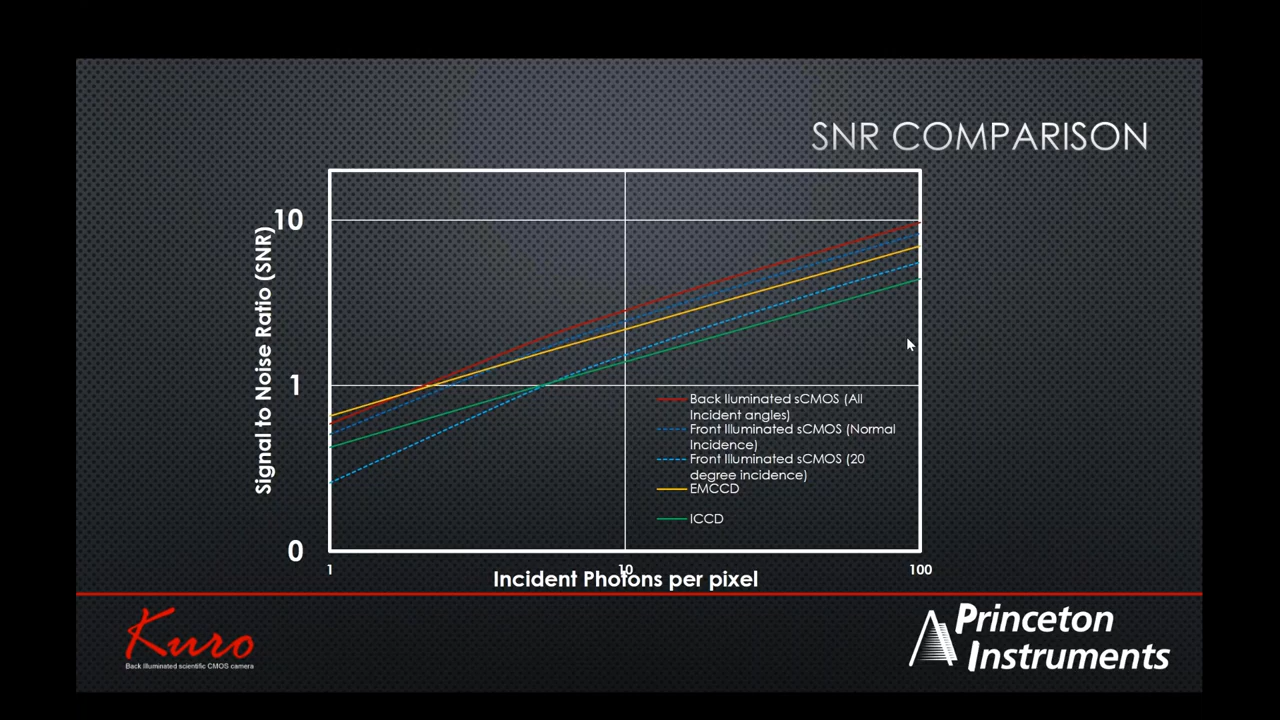 SNR COMPARISON
10
1
0
Signal to Noise Ratio (SNR)
Back Iluminated sCMOS (All
Incident angles)
Front Illuminated sCMOS (Normal
Incidence)
Front Illuminated sCMOS (20
degree incidence)
EMCCD
ICCD
1
10
100
Incident Photons per pixel
Kuro
Back Illuminated scientific CMOS camera
Princeton
Instruments